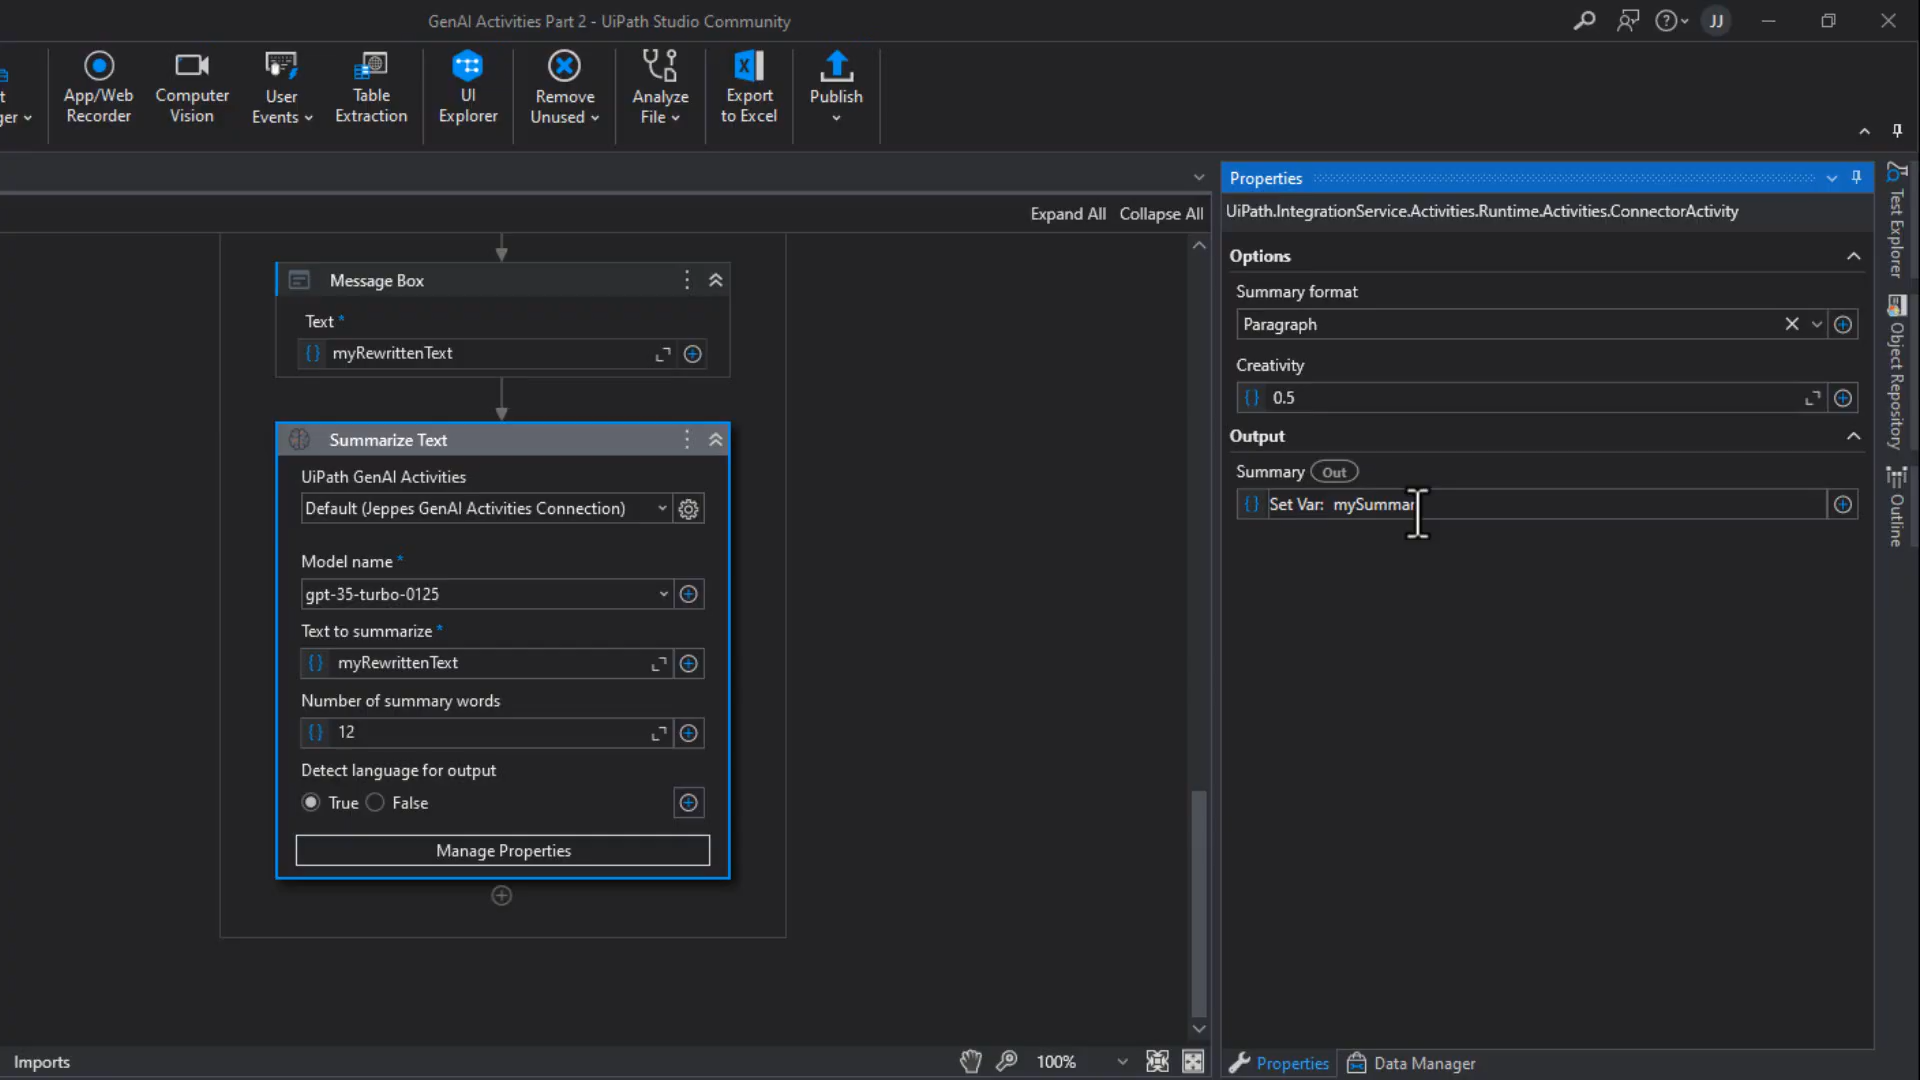 GenAI Activities Part 2 - UiPath Studio Community
JJ
t
ger
App/Web
Recorder
Computer
Vision
User
Events
Table
Extraction
UI
Explorer
Remove
Unused
Analyze
File
Export
to Excel
Publish
Expand All Collapse All
Message Box
Text *
myRewrittenText
Summarize Text
UiPath GenAI Activities
Default (Jeppes GenAI Activities Connection)
Model name *
gpt-35-turbo-0125
Text to summarize *
myRewrittenText
Number of summary words
12
Detect language for output
True False
Manage Properties
Imports
100%
Properties
UiPath.IntegrationService.Activities.Runtime.Activities.ConnectorActivity
Options
Summary format
Paragraph
Creativity
0.5
Output
Summary Out
Set Var: mySummar
Properties
Data Manager
Test Explorer
Object Repository
Outline